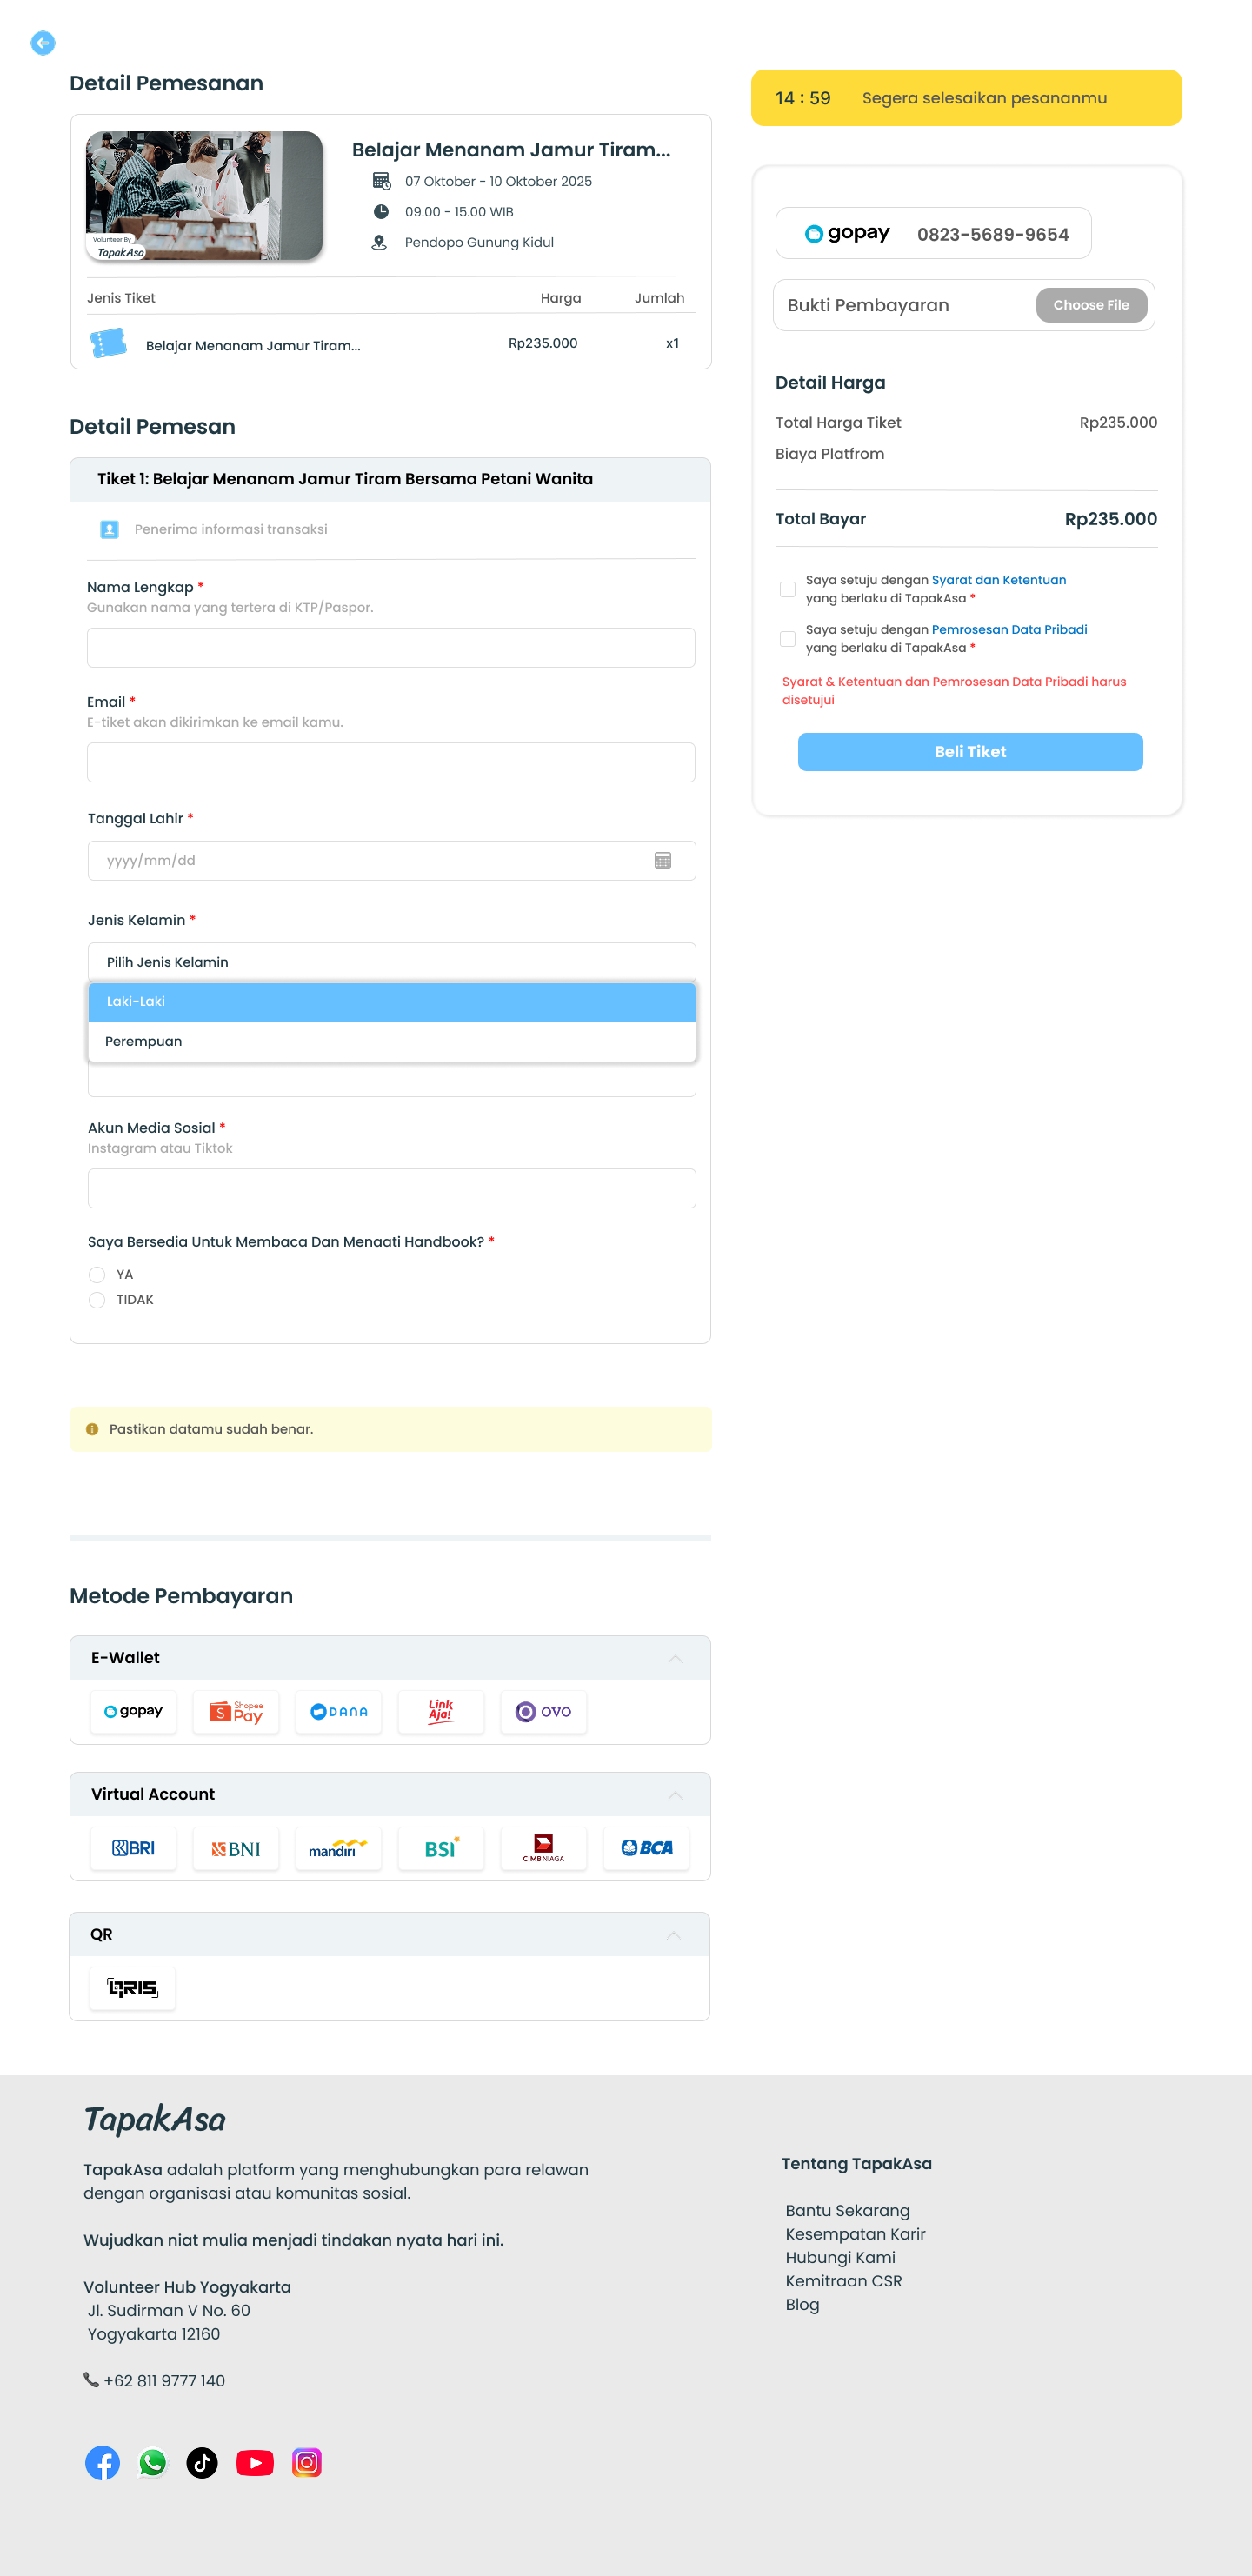 Detail Pemesanan
Volunteer By
TapakAsa
Belajar Menanam Jamur Tiram...
07 Oktober - 10 Oktober 2025
09.00 - 15.00 WIB
Pendopo Gunung Kidul
Jenis Tiket Harga Jumlah
Belajar Menanam Jamur Tiram... Rp235.000 x1
Detail Pemesan
Tiket 1: Belajar Menanam Jamur Tiram Bersama Petani Wanita
Penerima informasi transaksi
Nama Lengkap *
Gunakan nama yang tertera di KTP/Paspor.
Email *
E-tiket akan dikirimkan ke email kamu.
Tanggal Lahir *
yyyy/mm/dd
Jenis Kelamin *
Pilih Jenis Kelamin
Laki-Laki
Perempuan
Akun Media Sosial *
Instagram atau Tiktok
Saya Bersedia Untuk Membaca Dan Menaati Handbook? *
YA
TIDAK
Pastikan datamu sudah benar.
14 : 59 Segera selesaikan pesananmu
gopay 0823-5689-9654
Bukti Pembayaran Choose File
Detail Harga
Total Harga Tiket Rp235.000
Biaya Platfrom
Total Bayar Rp235.000
Saya setuju dengan Syarat dan Ketentuan
yang berlaku di TapakAsa *
Saya setuju dengan Pemrosesan Data Pribadi
yang berlaku di TapakAsa *
Syarat & Ketentuan dan Pemrosesan Data Pribadi harus
disetujui
Beli Tiket
Metode Pembayaran
E-Wallet
gopay Shopee Pay DANA Link Aja! OVO
Virtual Account
BRI BNI mandiri BSI CIMB NIAGA BCA
QR
QRIS
TapakAsa
TapakAsa adalah platform yang menghubungkan para relawan
dengan organisasi atau komunitas sosial.
Wujudkan niat mulia menjadi tindakan nyata hari ini.
Volunteer Hub Yogyakarta
Jl. Sudirman V No. 60
Yogyakarta 12160
+62 811 9777 140
Tentang TapakAsa
Bantu Sekarang
Kesempatan Karir
Hubungi Kami
Kemitraan CSR
Blog